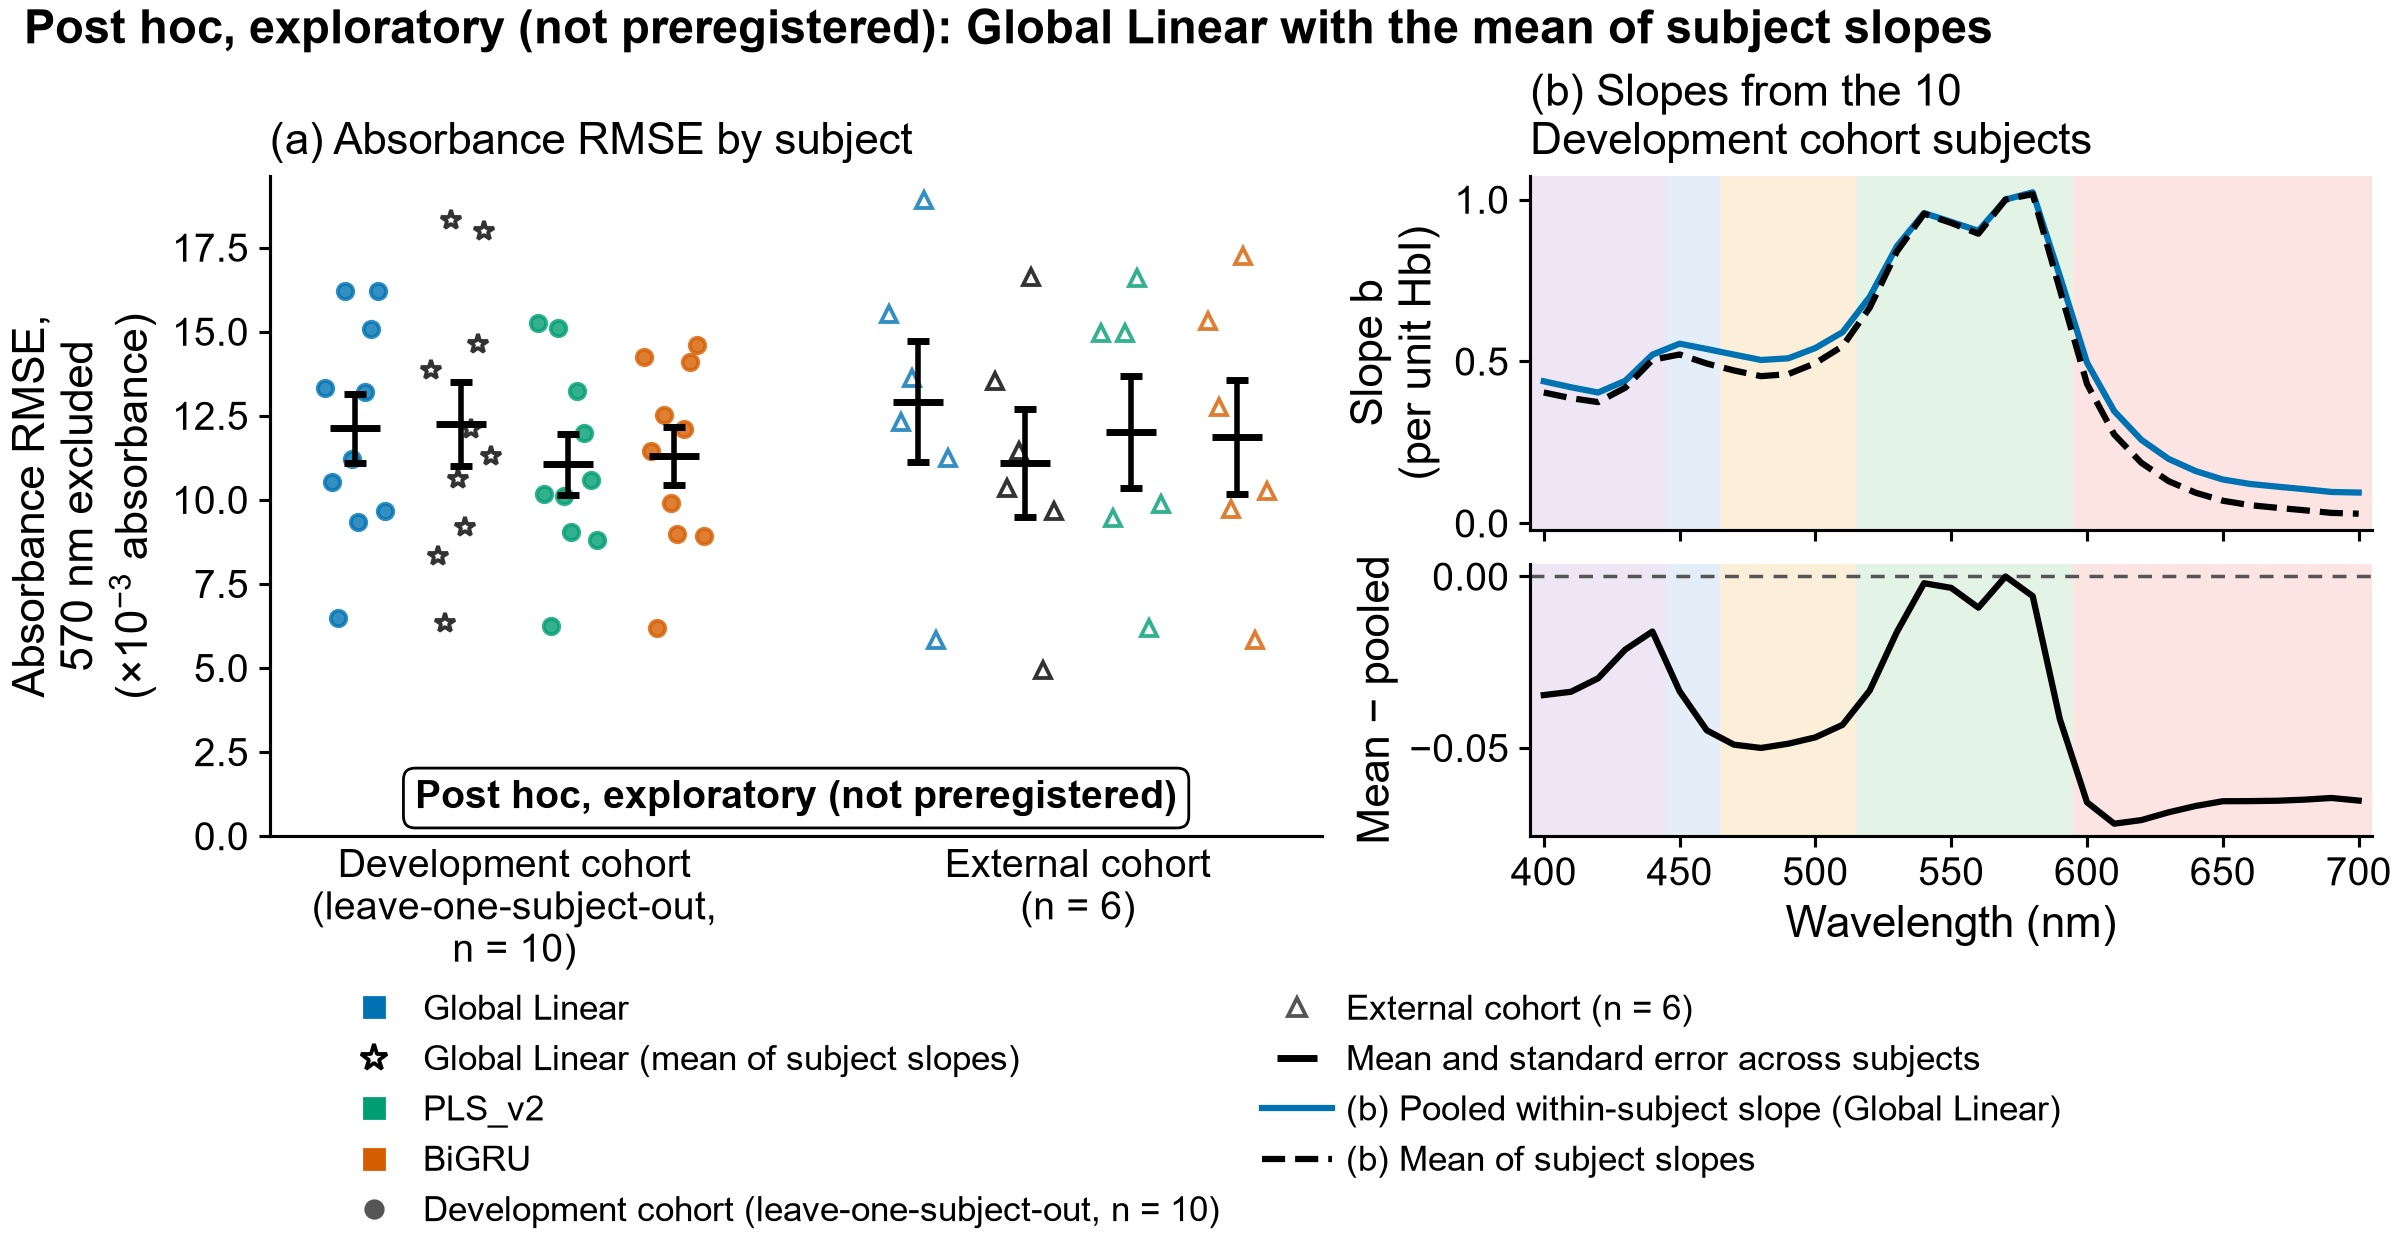 Post hoc, exploratory (not preregistered): Global Linear with the mean of subject slopes
(a) Absorbance RMSE by subject
Absorbance RMSE,
570 nm excluded
(×10⁻³ absorbance)
17.5
15.0
12.5
10.0
7.5
5.0
2.5
0.0
Post hoc, exploratory (not preregistered)
Development cohort
(leave-one-subject-out,
n = 10)
External cohort
(n = 6)
(b) Slopes from the 10
Development cohort subjects
Slope b
(per unit HbI)
1.0
0.5
0.0
Mean − pooled
0.00
−0.05
400 450 500 550 600 650 700
Wavelength (nm)
Global Linear
Global Linear (mean of subject slopes)
PLS_v2
BiGRU
Development cohort (leave-one-subject-out, n = 10)
External cohort (n = 6)
Mean and standard error across subjects
(b) Pooled within-subject slope (Global Linear)
(b) Mean of subject slopes